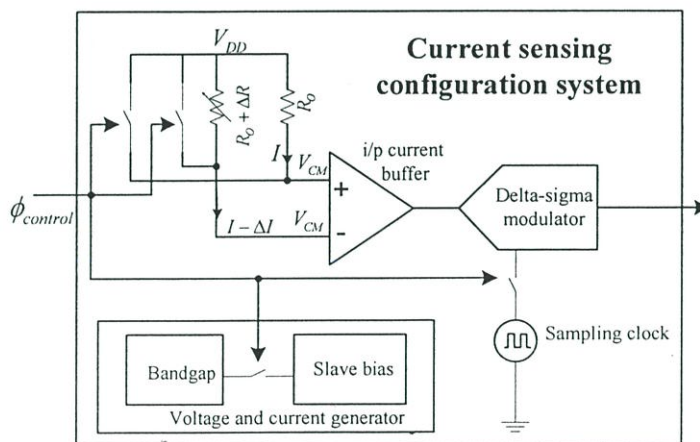 Current sensing
configuration system
V_DD
R_o + ΔR
R_o
I
V_CM
i/p current
buffer
+
-
I − ΔI
V_CM
Delta-sigma
modulator
ϕ_control
Sampling clock
Bandgap
Slave bias
Voltage and current generator